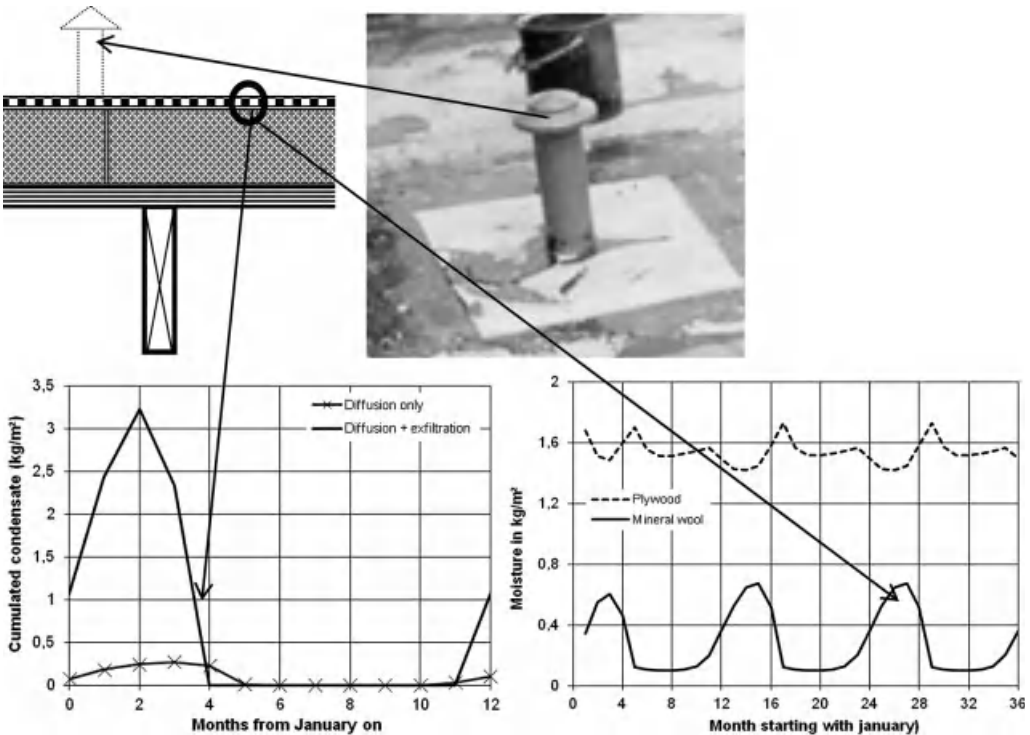 3,5
3
2,5
2
1,5
1
0,5
0
Cumulated condensate (kg/m²)
Diffusion only
Diffusion + exfiltration
0 2 4 6 8 10 12
Months from January on
2
1.6
1.2
0.8
0.4
0
Moisture in kg/m²
Plywood
Mineral wool
0 4 8 12 16 20 24 28 32 36
Month starting with january)